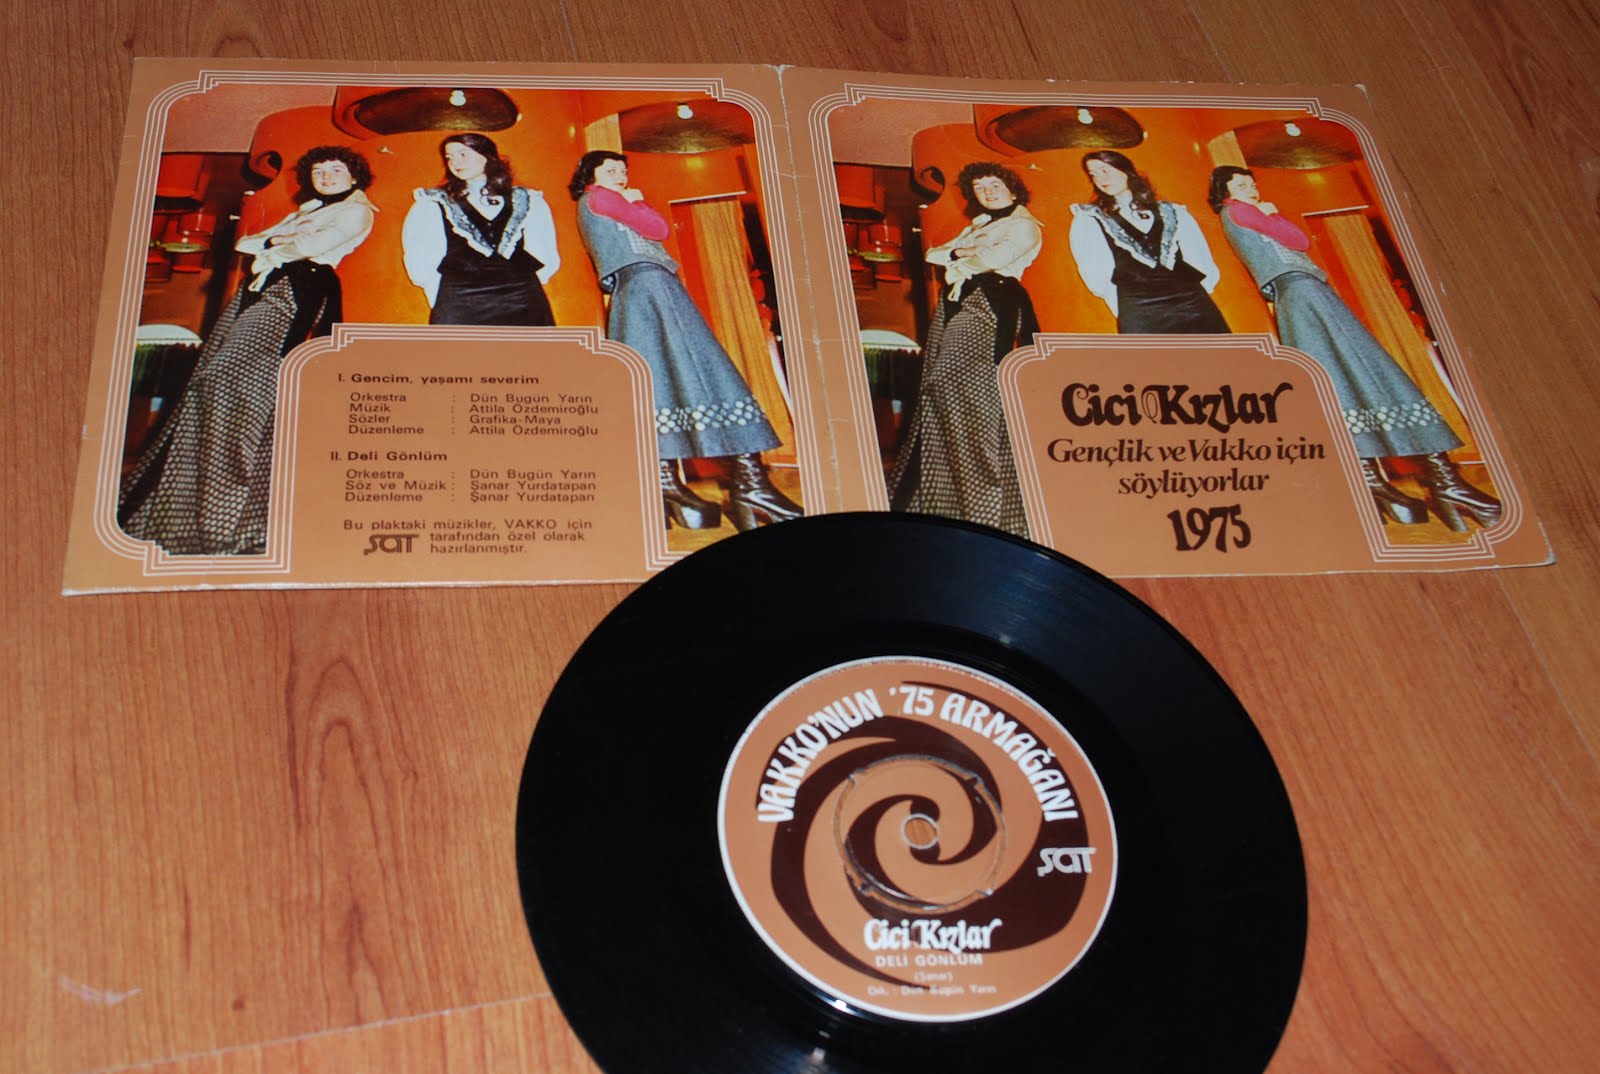 I. Gencim, yaşamı severim
Orkestra : Dün Bugün Yarın
Müzik : Attila Özdemiroğlu
Sözler : Grafika-Maya
Düzenleme : Attila Özdemiroğlu
II. Deli Gönlüm
Orkestra : Dün Bugün Yarın
Söz ve Müzik : Şanar Yurdatapan
Düzenleme : Şanar Yurdatapan
Bu plaktaki müzikler, VAKKO için
SAT tarafından özel olarak
hazırlanmıştır.
Cici Kızlar
Gençlik ve Vakko için
söylüyorlar
1975
VAKKO'NUN '75 ARMAĞANI
SAT
Cici Kızlar
DELİ GÖNLÜM
(Şanar)
Ork. : Dün Bugün Yarın